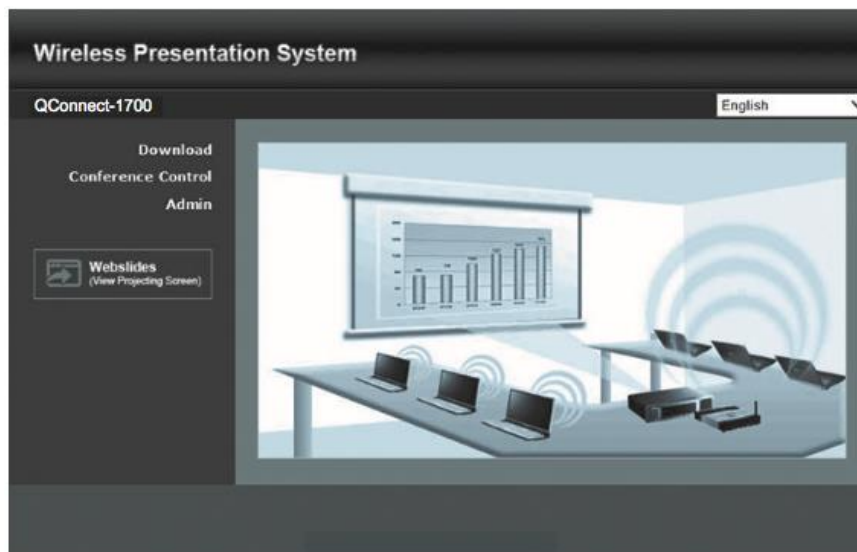 Wireless Presentation System
QConnect-1700
English
Download
Conference Control
Admin
Webslides
(View Projecting Screen)